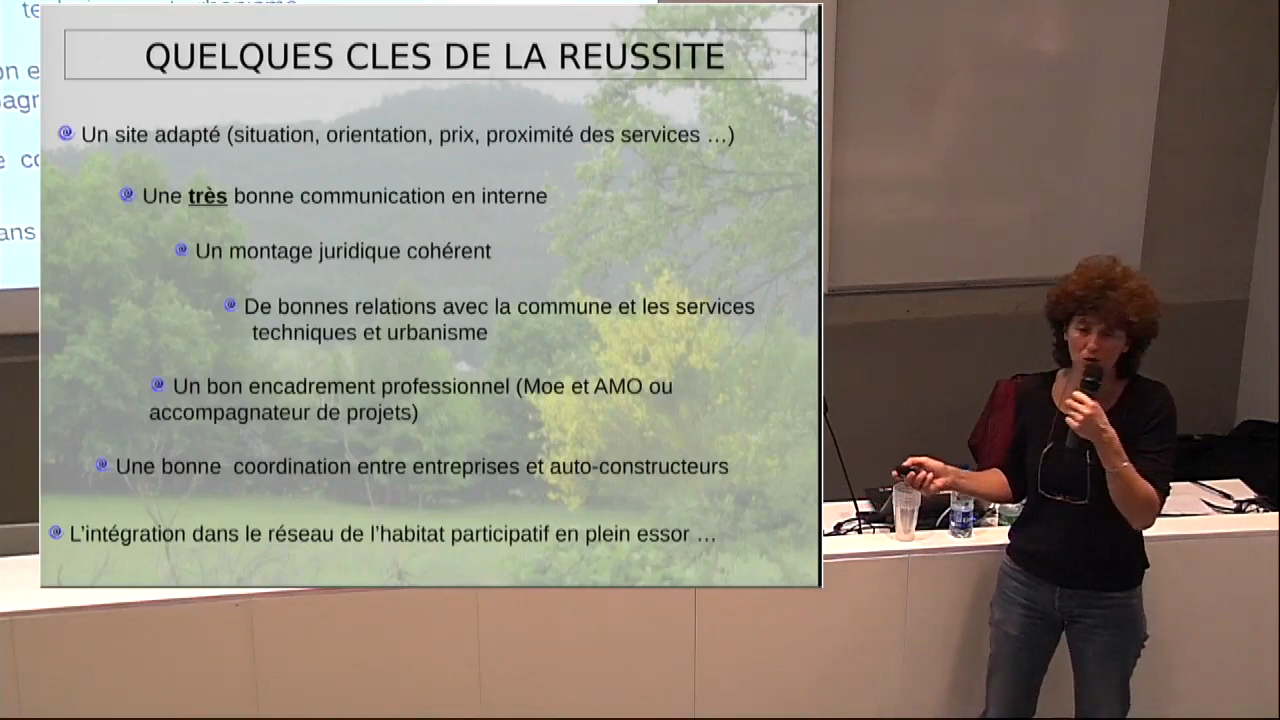 QUELQUES CLES DE LA REUSSITE
Un site adapté (situation, orientation, prix, proximité des services …)
Une très bonne communication en interne
Un montage juridique cohérent
De bonnes relations avec la commune et les services
techniques et urbanisme
Un bon encadrement professionnel (Moe et AMO ou
accompagnateur de projets)
Une bonne coordination entre entreprises et auto-constructeurs
L'intégration dans le réseau de l'habitat participatif en plein essor …